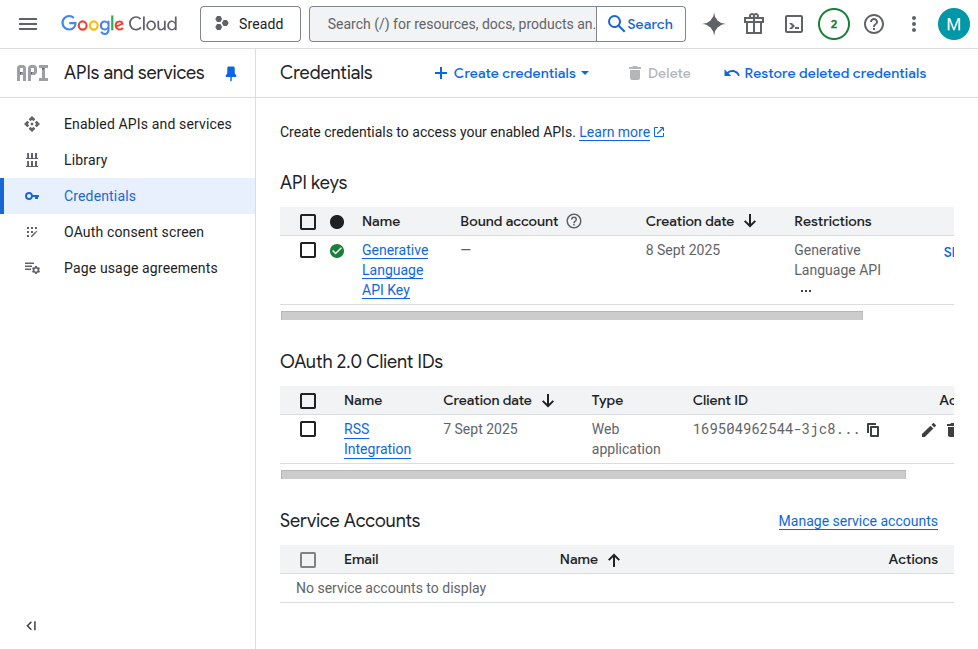 Google Cloud
Sreadd
Search (/) for resources, docs, products an.
Search
2
M
API
APIs and services
Credentials
Create credentials
Delete
Restore deleted credentials
Enabled APIs and services
Library
Credentials
OAuth consent screen
Page usage agreements
Create credentials to access your enabled APIs. Learn more
API keys
Name
Bound account
Creation date
Restrictions
Generative
Language
API Key
—
8 Sept 2025
Generative
Language API
...
OAuth 2.0 Client IDs
Name
Creation date
Type
Client ID
RSS
Integration
7 Sept 2025
Web
application
169504962544-3jc8...
Service Accounts
Manage service accounts
Email
Name
Actions
No service accounts to display